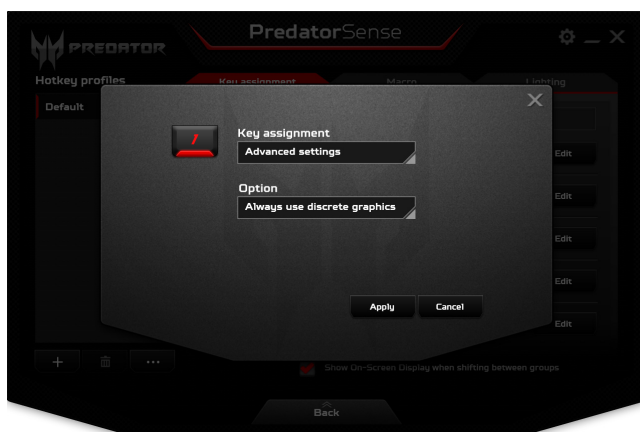 PREDATOR
PredatorSense
Hotkey profiles
Key assignment
Macro
Lighting
Default
1
Key assignment
Advanced settings
Edit
Option
Edit
Always use discrete graphics
Edit
Edit
Apply
Cancel
Edit
Show On-Screen Display when shifting between groups
Back